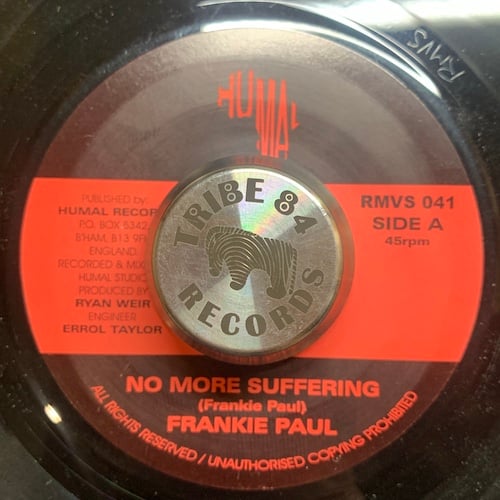 RMVS
HUMAL
PUBLISHED by:
HUMAL RECOR
P.O. BOX 5342,
B'HAM, B13 9F
ENGLAND.
RECORDED & MIX
HUMAL STUDIO
PRODUCED BY
RYAN WEIR
ENGINEER
ERROL TAYLOR
TRIBE 84
RECORDS
RMVS 041
SIDE A
45rpm
NO MORE SUFFERING
(Frankie Paul)
FRANKIE PAUL
ALL RIGHTS RESERVED / UNAUTHORISED COPYING PROHIBITED